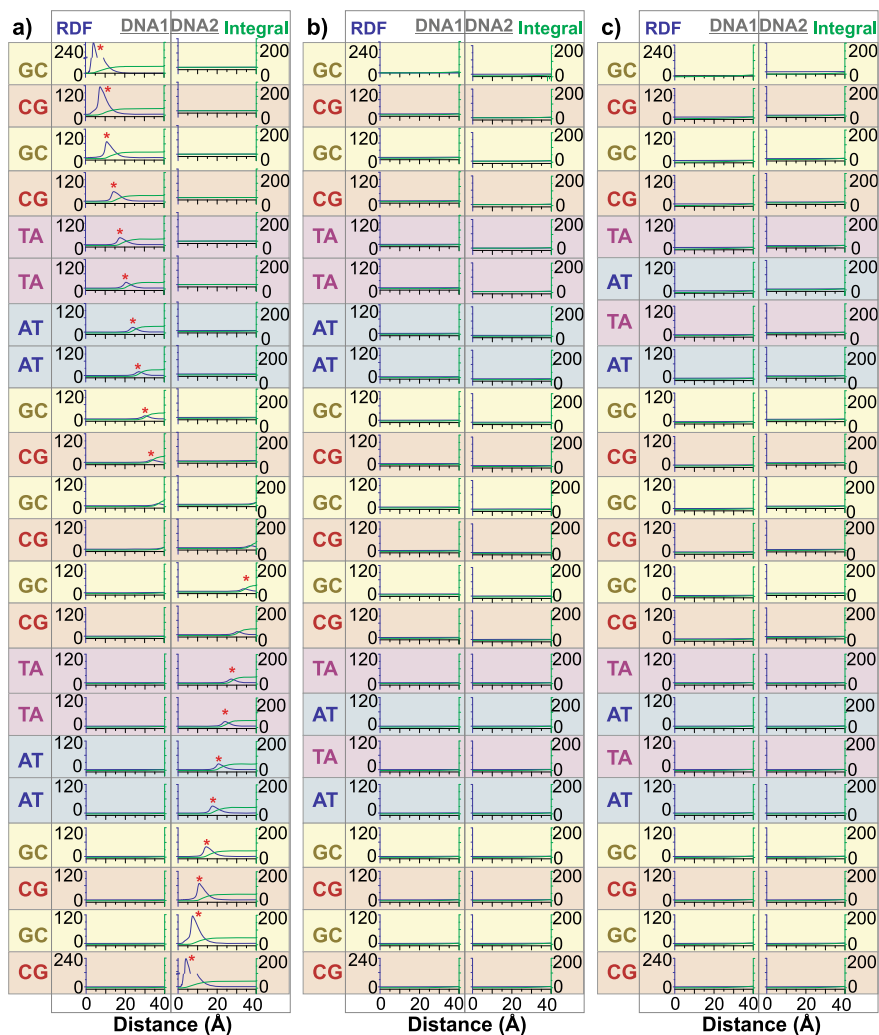 a) RDF DNA1 DNA2 Integral
GC 240 0 * 200 0
CG 120 0 * 200 0
GC 120 0 * 200 0
CG 120 0 * 200 0
TA 120 0 * 200 0
TA 120 0 * 200 0
AT 120 0 * 200 0
AT 120 0 * 200 0
GC 120 0 * 200 0
CG 120 0 * 200 0
GC 120 0 200 0
CG 120 0 200 0
GC 120 0 * 200 0
CG 120 0 200 0
TA 120 0 * 200 0
TA 120 0 * 200 0
AT 120 0 * 200 0
AT 120 0 * 200 0
GC 120 0 * 200 0
CG 120 0 * 200 0
GC 120 0 * 200 0
CG 240 0 * 200 0
0 20 40 0 20 40
Distance (Å)
b) RDF DNA1 DNA2 Integral
GC 120 0 200 0
CG 120 0 200 0
GC 120 0 200 0
CG 120 0 200 0
TA 120 0 200 0
TA 120 0 200 0
AT 120 0 200 0
AT 120 0 200 0
GC 120 0 200 0
CG 120 0 200 0
GC 120 0 200 0
CG 120 0 200 0
GC 120 0 200 0
CG 120 0 200 0
TA 120 0 200 0
AT 120 0 200 0
TA 120 0 200 0
AT 120 0 200 0
GC 120 0 200 0
CG 120 0 200 0
GC 120 0 200 0
CG 120 0 200 0
0 20 40 0 20 40
Distance (Å)
c) RDF DNA1 DNA2 Integral
GC 240 0 200 0
CG 120 0 200 0
GC 120 0 200 0
CG 120 0 200 0
TA 120 0 200 0
AT 120 0 200 0
TA 120 0 200 0
AT 120 0 200 0
GC 120 0 200 0
CG 120 0 200 0
GC 120 0 200 0
CG 120 0 200 0
GC 120 0 200 0
CG 120 0 200 0
TA 120 0 200 0
AT 120 0 200 0
TA 120 0 200 0
AT 120 0 200 0
GC 120 0 200 0
CG 120 0 200 0
GC 120 0 200 0
CG 240 0 200 0
0 20 40 0 20 40
Distance (Å)